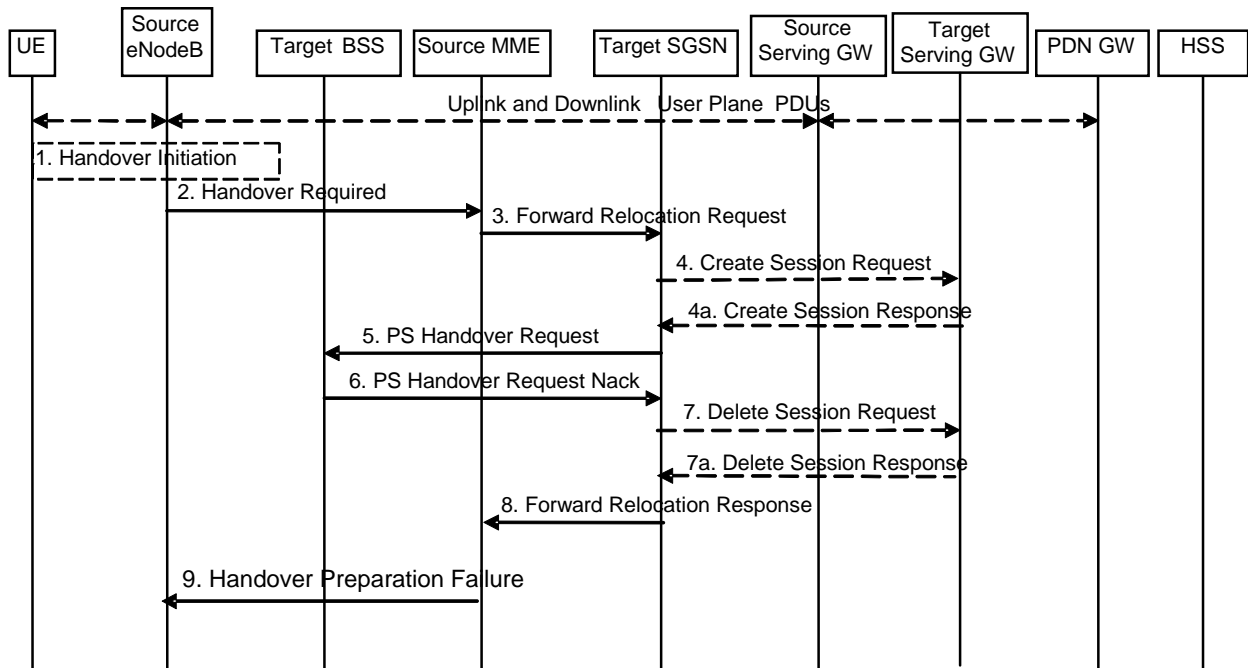 UE
Source
eNodeB
Target BSS
Source MME
Target SGSN
Source
Serving GW
Target
Serving GW
PDN GW
HSS
Uplink and Downlink User Plane PDUs
1. Handover Initiation
2. Handover Required
3. Forward Relocation Request
4. Create Session Request
4a. Create Session Response
5. PS Handover Request
6. PS Handover Request Nack
7. Delete Session Request
7a. Delete Session Response
8. Forward Relocation Response
9. Handover Preparation Failure